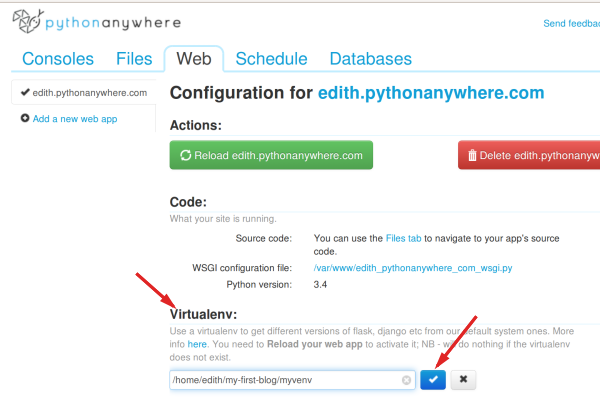 pythonanywhere
Send feedba
Consoles Files Web Schedule Databases
edith.pythonanywhere.com
Add a new web app
Configuration for edith.pythonanywhere.com
Actions:
Reload edith.pythonanywhere.com
Delete edith.pythonanyw
Code:
What your site is running.
Source code: You can use the Files tab to navigate to your app's source
code.
WSGI configuration file: /var/www/edith_pythonanywhere_com_wsgi.py
Python version: 3.4
Virtualenv:
Use a virtualenv to get different versions of flask, django etc from our default system ones. More
info here. You need to Reload your web app to activate it; NB - will do nothing if the virtualenv
does not exist.
/home/edith/my-first-blog/myvenv